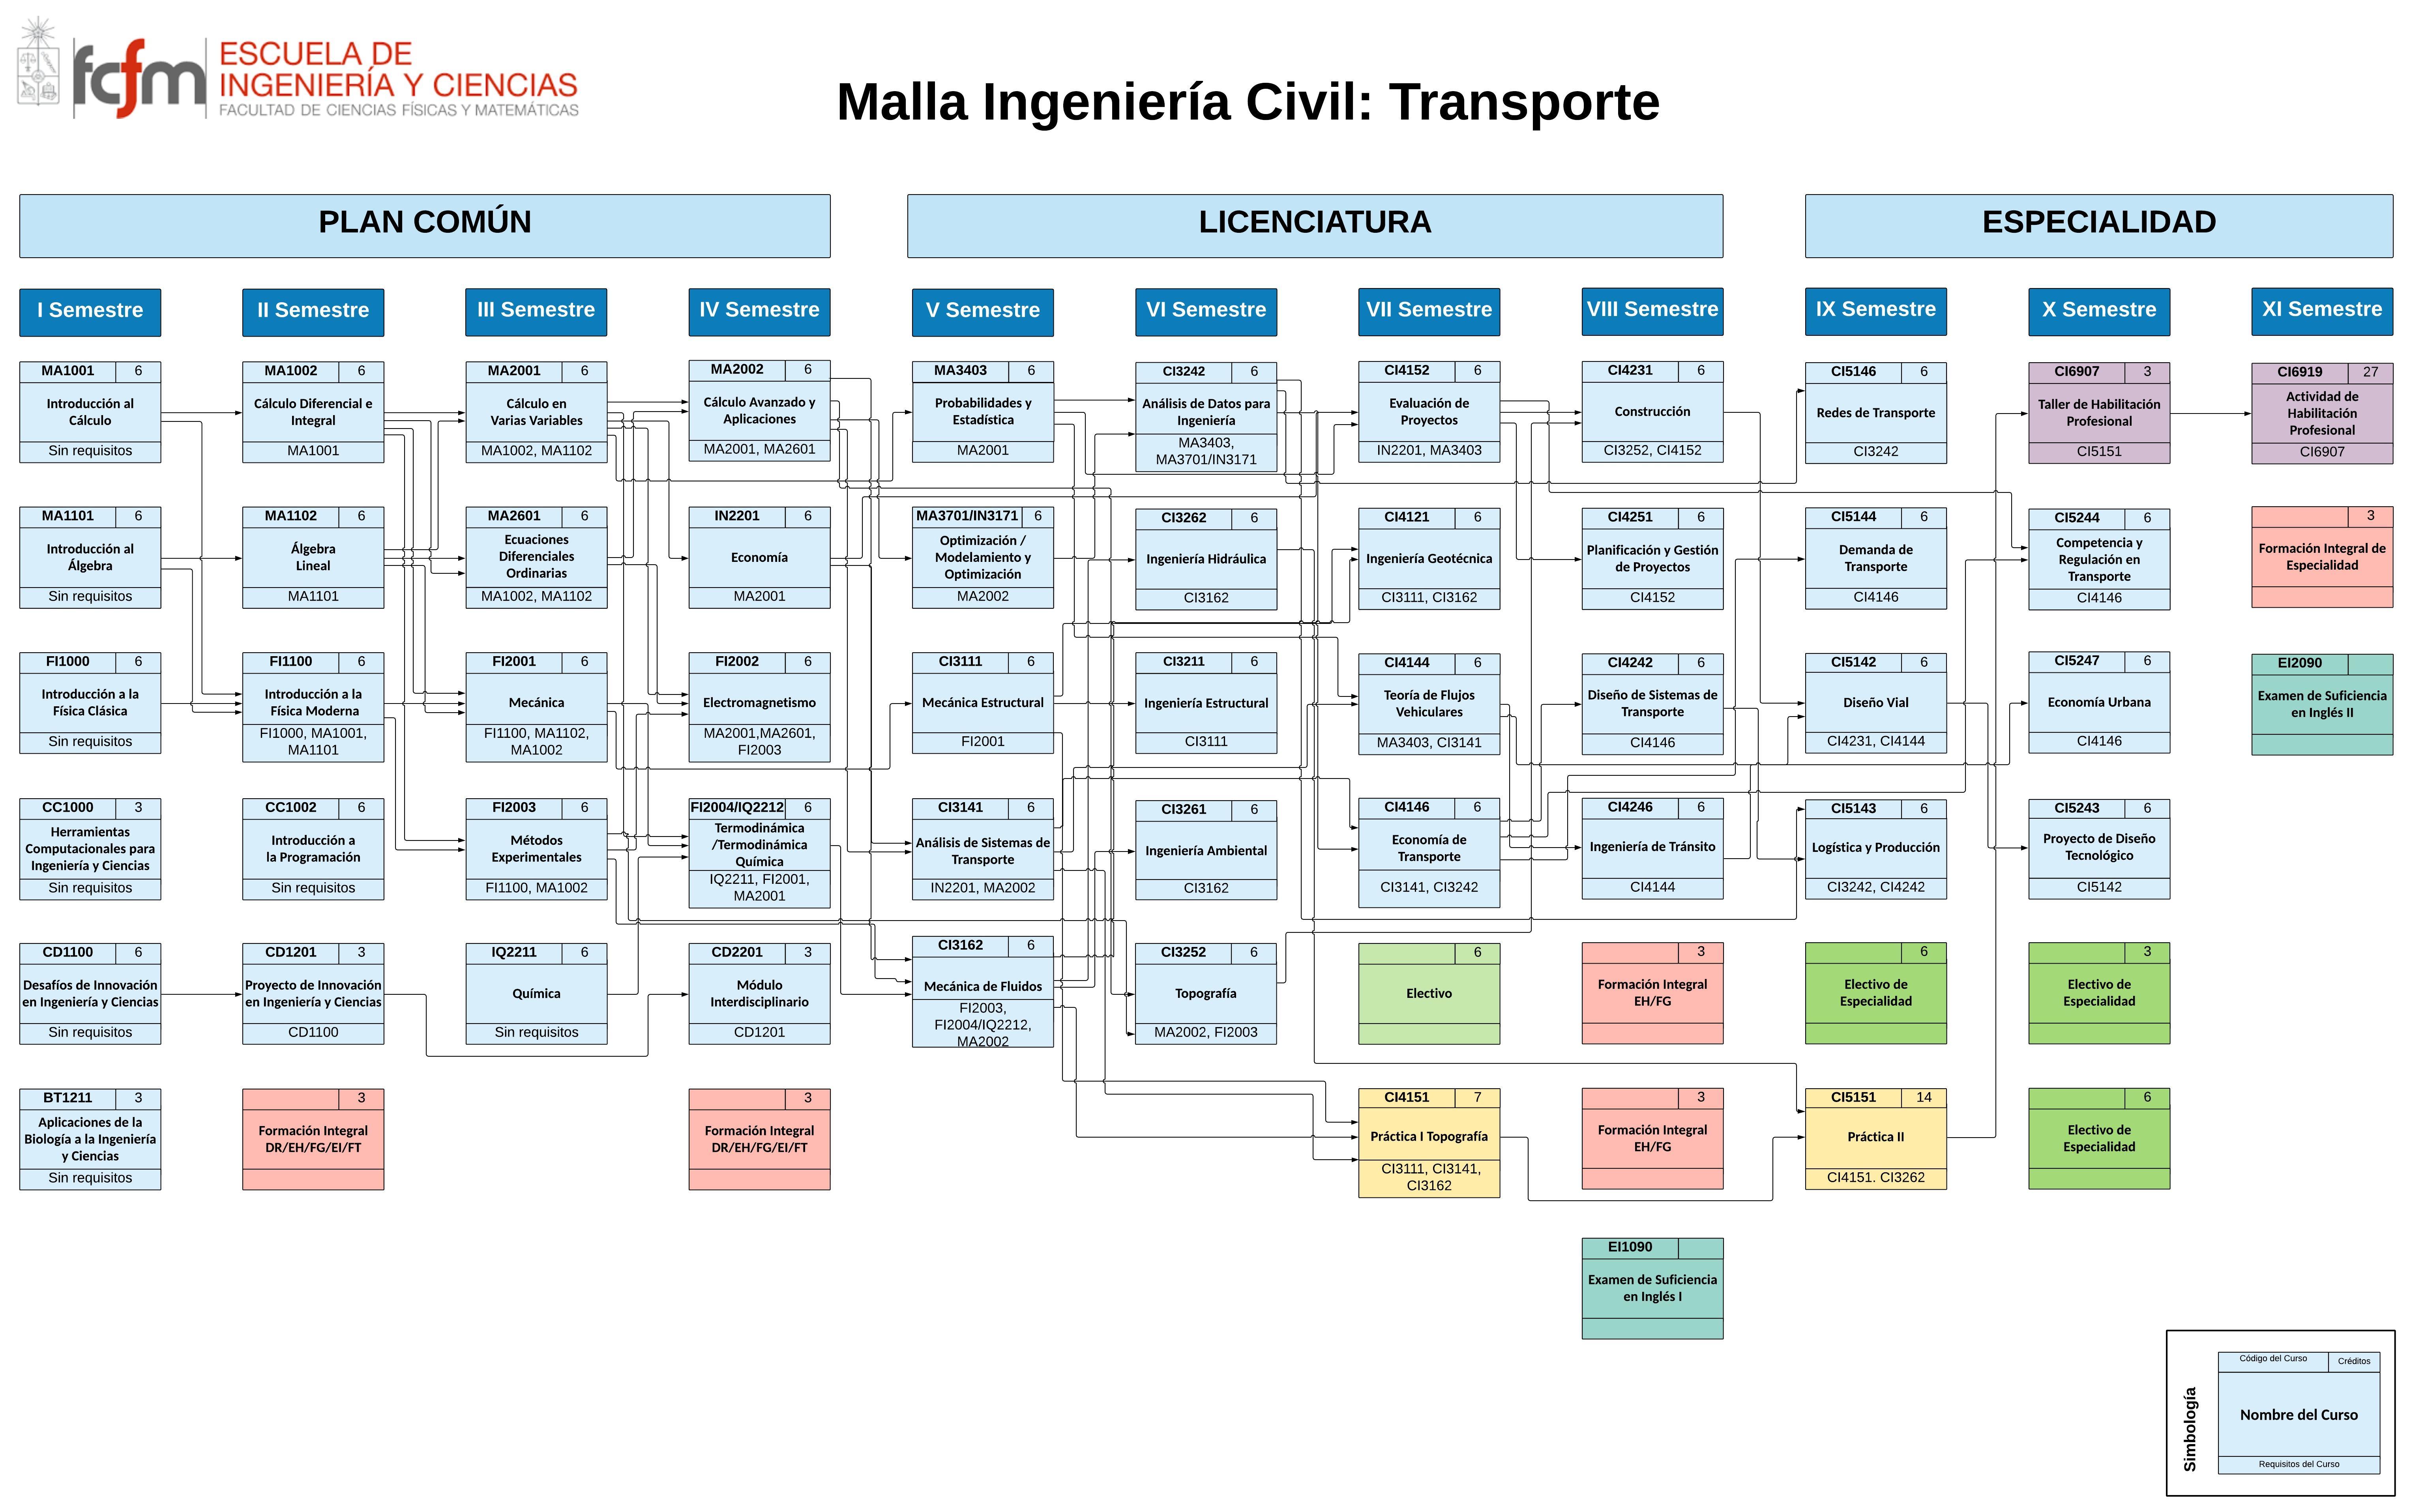 fcfm
ESCUELA DE
INGENIERÍA Y CIENCIAS
FACULTAD DE CIENCIAS FÍSICAS Y MATEMÁTICAS
Malla Ingeniería Civil: Transporte
PLAN COMÚN
LICENCIATURA
ESPECIALIDAD
I Semestre
II Semestre
III Semestre
IV Semestre
V Semestre
VI Semestre
VII Semestre
VIII Semestre
IX Semestre
X Semestre
XI Semestre
MA1001 6
Introducción al
Cálculo
Sin requisitos
MA1002 6
Cálculo Diferencial e
Integral
MA1001
MA2001 6
Cálculo en
Varias Variables
MA1002, MA1102
MA2002 6
Cálculo Avanzado y
Aplicaciones
MA2001, MA2601
MA3403 6
Probabilidades y
Estadística
MA2001
CI3242 6
Análisis de Datos para
Ingeniería
MA3403,
MA3701/IN3171
CI4152 6
Evaluación de
Proyectos
IN2201, MA3403
CI4231 6
Construcción
CI3252, CI4152
CI5146 6
Redes de Transporte
CI3242
CI6907 3
Taller de Habilitación
Profesional
CI5151
CI6919 27
Actividad de
Habilitación
Profesional
CI6907
MA1101 6
Introducción al
Álgebra
Sin requisitos
MA1102 6
Álgebra
Lineal
MA1101
MA2601 6
Ecuaciones
Diferenciales
Ordinarias
MA1002, MA1102
IN2201 6
Economía
MA2001
MA3701/IN3171 6
Optimización /
Modelamiento y
Optimización
MA2002
CI3262 6
Ingeniería Hidráulica
CI3162
CI4121 6
Ingeniería Geotécnica
CI3111, CI3162
CI4251 6
Planificación y Gestión
de Proyectos
CI4152
CI5144 6
Demanda de
Transporte
CI4146
CI5244 6
Competencia y
Regulación en
Transporte
CI4146
3
Formación Integral de
Especialidad
FI1000 6
Introducción a la
Física Clásica
Sin requisitos
FI1100 6
Introducción a la
Física Moderna
FI1000, MA1001,
MA1101
FI2001 6
Mecánica
FI1100, MA1102,
MA1002
FI2002 6
Electromagnetismo
MA2001,MA2601,
FI2003
CI3111 6
Mecánica Estructural
FI2001
CI3211 6
Ingeniería Estructural
CI3111
CI4144 6
Teoría de Flujos
Vehiculares
MA3403, CI3141
CI4242 6
Diseño de Sistemas de
Transporte
CI4146
CI5142 6
Diseño Vial
CI4231, CI4144
CI5247 6
Economía Urbana
CI4146
EI2090
Examen de Suficiencia
en Inglés II
CC1000 3
Herramientas
Computacionales para
Ingeniería y Ciencias
Sin requisitos
CC1002 6
Introducción a
la Programación
Sin requisitos
FI2003 6
Métodos
Experimentales
FI1100, MA1002
FI2004/IQ2212 6
Termodinámica
/Termodinámica
Química
IQ2211, FI2001,
MA2001
CI3141 6
Análisis de Sistemas de
Transporte
IN2201, MA2002
CI3261 6
Ingeniería Ambiental
CI3162
CI4146 6
Economía de
Transporte
CI3141, CI3242
CI4246 6
Ingeniería de Tránsito
CI4144
CI5143 6
Logística y Producción
CI3242, CI4242
CI5243 6
Proyecto de Diseño
Tecnológico
CI5142
CD1100 6
Desafíos de Innovación
en Ingeniería y Ciencias
Sin requisitos
CD1201 3
Proyecto de Innovación
en Ingeniería y Ciencias
CD1100
IQ2211 6
Química
Sin requisitos
CD2201 3
Módulo
Interdisciplinario
CD1201
CI3162 6
Mecánica de Fluidos
FI2003,
FI2004/IQ2212,
MA2002
CI3252 6
Topografía
MA2002, FI2003
6
Electivo
3
Formación Integral
EH/FG
6
Electivo de
Especialidad
3
Electivo de
Especialidad
BT1211 3
Aplicaciones de la
Biología a la Ingeniería
y Ciencias
Sin requisitos
3
Formación Integral
DR/EH/FG/EI/FT
3
Formación Integral
DR/EH/FG/EI/FT
CI4151 7
Práctica I Topografía
CI3111, CI3141,
CI3162
3
Formación Integral
EH/FG
CI5151 14
Práctica II
CI4151. CI3262
6
Electivo de
Especialidad
EI1090
Examen de Suficiencia
en Inglés I
Simbología
Código del Curso Créditos
Nombre del Curso
Requisitos del Curso